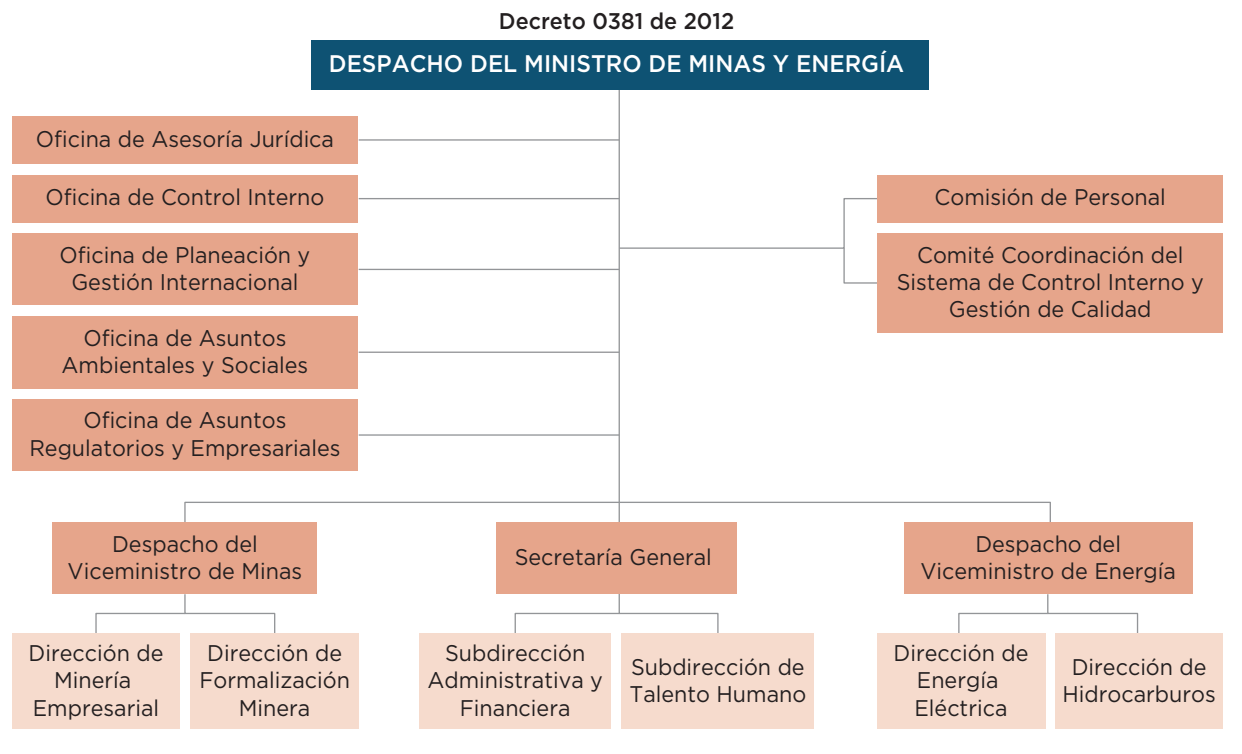 Decreto 0381 de 2012
DESPACHO DEL MINISTRO DE MINAS Y ENERGÍA
Oficina de Asesoría Jurídica
Oficina de Control Interno
Oficina de Planeación y
Gestión Internacional
Oficina de Asuntos
Ambientales y Sociales
Oficina de Asuntos
Regulatorios y Empresariales
Comisión de Personal
Comité Coordinación del
Sistema de Control Interno y
Gestión de Calidad
Despacho del
Viceministro de Minas
Secretaría General
Despacho del
Viceministro de Energía
Dirección de
Minería
Empresarial
Dirección de
Formalización
Minera
Subdirección
Administrativa y
Financiera
Subdirección de
Talento Humano
Dirección de
Energía
Eléctrica
Dirección de
Hidrocarburos